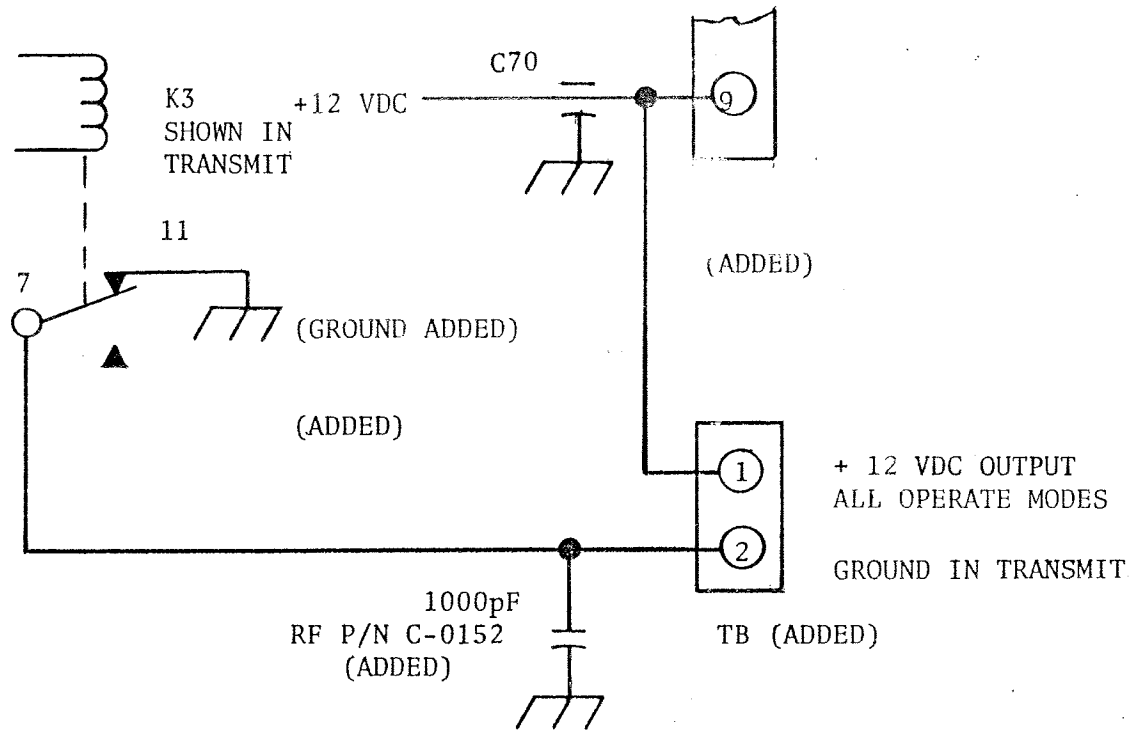 C70
K3
SHOWN IN
TRANSMIT
+12 VDC
9
11
7
(ADDED)
(GROUND ADDED)
(ADDED)
1
+ 12 VDC OUTPUT
ALL OPERATE MODES
2
GROUND IN TRANSMIT
1000pF
RF P/N C-0152
(ADDED)
TB (ADDED)